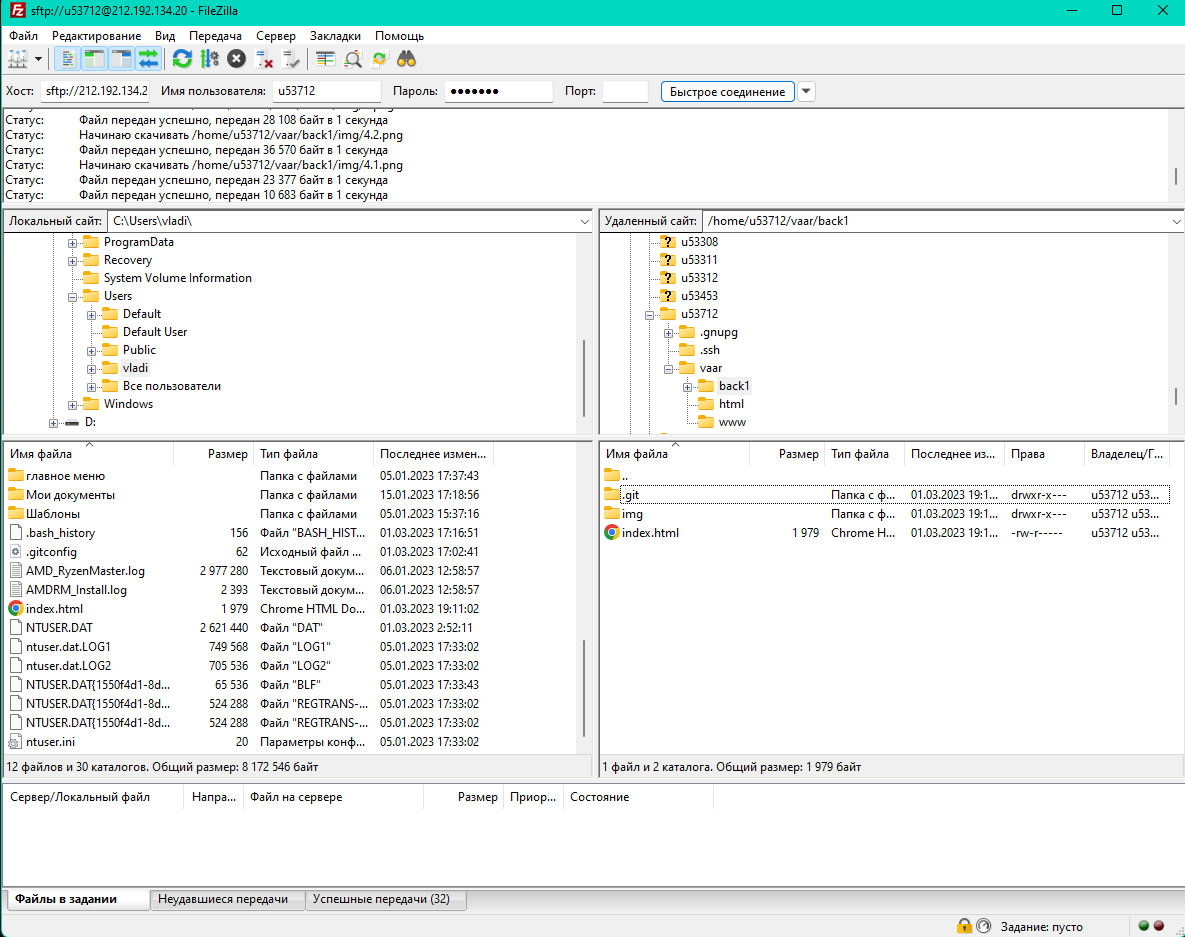 sftp://u53712@212.192.134.20 - FileZilla
Файл Редактирование Вид Передача Сервер Закладки Помощь
Хост: sftp://212.192.134.2 Имя пользователя: u53712 Пароль: ●●●●●●● Порт: Быстрое соединение
Статус: Файл передан успешно, передан 28 108 байт в 1 секунда
Статус: Начинаю скачивать /home/u53712/vaar/back1/img/4.2.png
Статус: Файл передан успешно, передан 36 570 байт в 1 секунда
Статус: Начинаю скачивать /home/u53712/vaar/back1/img/4.1.png
Статус: Файл передан успешно, передан 23 377 байт в 1 секунда
Статус: Файл передан успешно, передан 10 683 байт в 1 секунда
Локальный сайт: C:\Users\vladi\
ProgramData
Recovery
System Volume Information
Users
Default
Default User
Public
vladi
Все пользователи
Windows
D:
Удаленный сайт: /home/u53712/vaar/back1
u53308
u53311
u53312
u53453
u53712
.gnupg
.ssh
vaar
back1
html
www
Имя файла Размер Тип файла Последнее измен...
главное меню Папка с файлами 05.01.2023 17:37:43
Мои документы Папка с файлами 15.01.2023 17:18:56
Шаблоны Папка с файлами 05.01.2023 15:37:16
.bash_history 156 Файл "BASH_HIST... 01.03.2023 17:16:51
.gitconfig 62 Исходный файл ... 01.03.2023 17:02:41
AMD_RyzenMaster.log 2 977 280 Текстовый докум... 06.01.2023 12:58:57
AMDRM_Install.log 2 393 Текстовый докум... 06.01.2023 12:58:57
index.html 1 979 Chrome HTML Do... 01.03.2023 19:11:02
NTUSER.DAT 2 621 440 Файл "DAT" 01.03.2023 2:52:11
ntuser.dat.LOG1 749 568 Файл "LOG1" 05.01.2023 17:33:02
ntuser.dat.LOG2 705 536 Файл "LOG2" 05.01.2023 17:33:02
NTUSER.DAT{1550f4d1-8d... 65 536 Файл "BLF" 05.01.2023 17:33:43
NTUSER.DAT{1550f4d1-8d... 524 288 Файл "REGTRANS-... 05.01.2023 17:33:02
NTUSER.DAT{1550f4d1-8d... 524 288 Файл "REGTRANS-... 05.01.2023 17:33:02
ntuser.ini 20 Параметры конф... 05.01.2023 17:33:02
12 файлов и 30 каталогов. Общий размер: 8 172 546 байт
Имя файла Размер Тип файла Последнее из... Права Владелец/Г...
..
.git Папка с ф... 01.03.2023 19:1... drwxr-x--- u53712 u53...
img Папка с ф... 01.03.2023 19:1... drwxr-x--- u53712 u53...
index.html 1 979 Chrome H... 01.03.2023 19:1... -rw-r----- u53712 u53...
1 файл и 2 каталога. Общий размер: 1 979 байт
Сервер/Локальный файл Напра... Файл на сервере Размер Приор... Состояние
Файлы в задании Неудавшиеся передачи Успешные передачи (32)
Задание: пусто